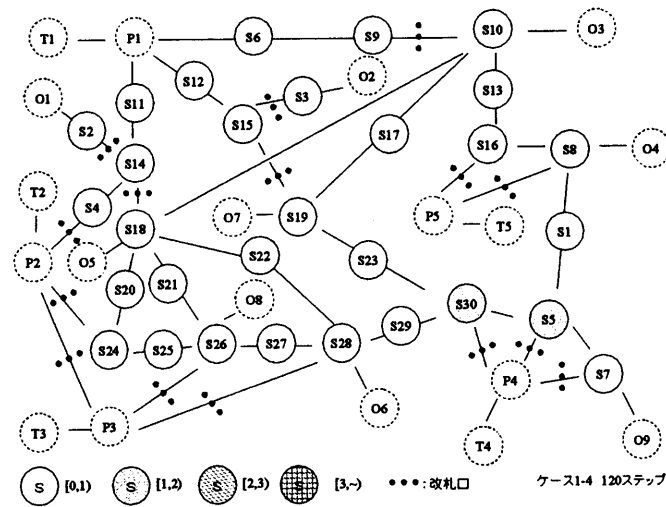 T1 P1 S6 S9 S10 O3
S12 O2
O1 S11 S3 S13
S2 S15 S17
S14 S16 S8 O4
T2 S4
O7 S19 P5 T5
S18 S1
P2 O5 S22 S23
S20 S21 O8 S30 S5
S29
S24 S25 S26 S27 S28
P4 S7
T3 P3 O6
T4 O9
S [0,1) S [1,2) S [2,3) S [3,~) :改札口 ケース1-4 120ステップ